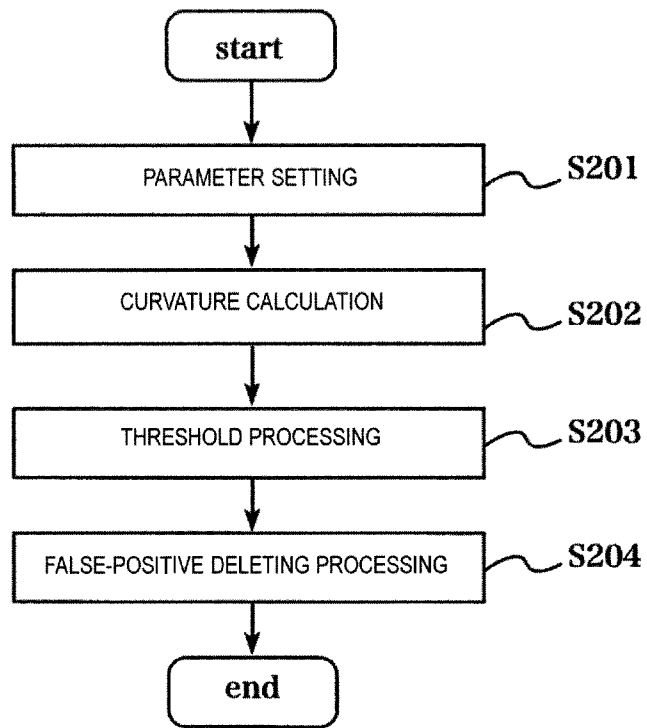 start
PARAMETER SETTING
S201
CURVATURE CALCULATION
S202
THRESHOLD PROCESSING
S203
FALSE-POSITIVE DELETING PROCESSING
S204
end